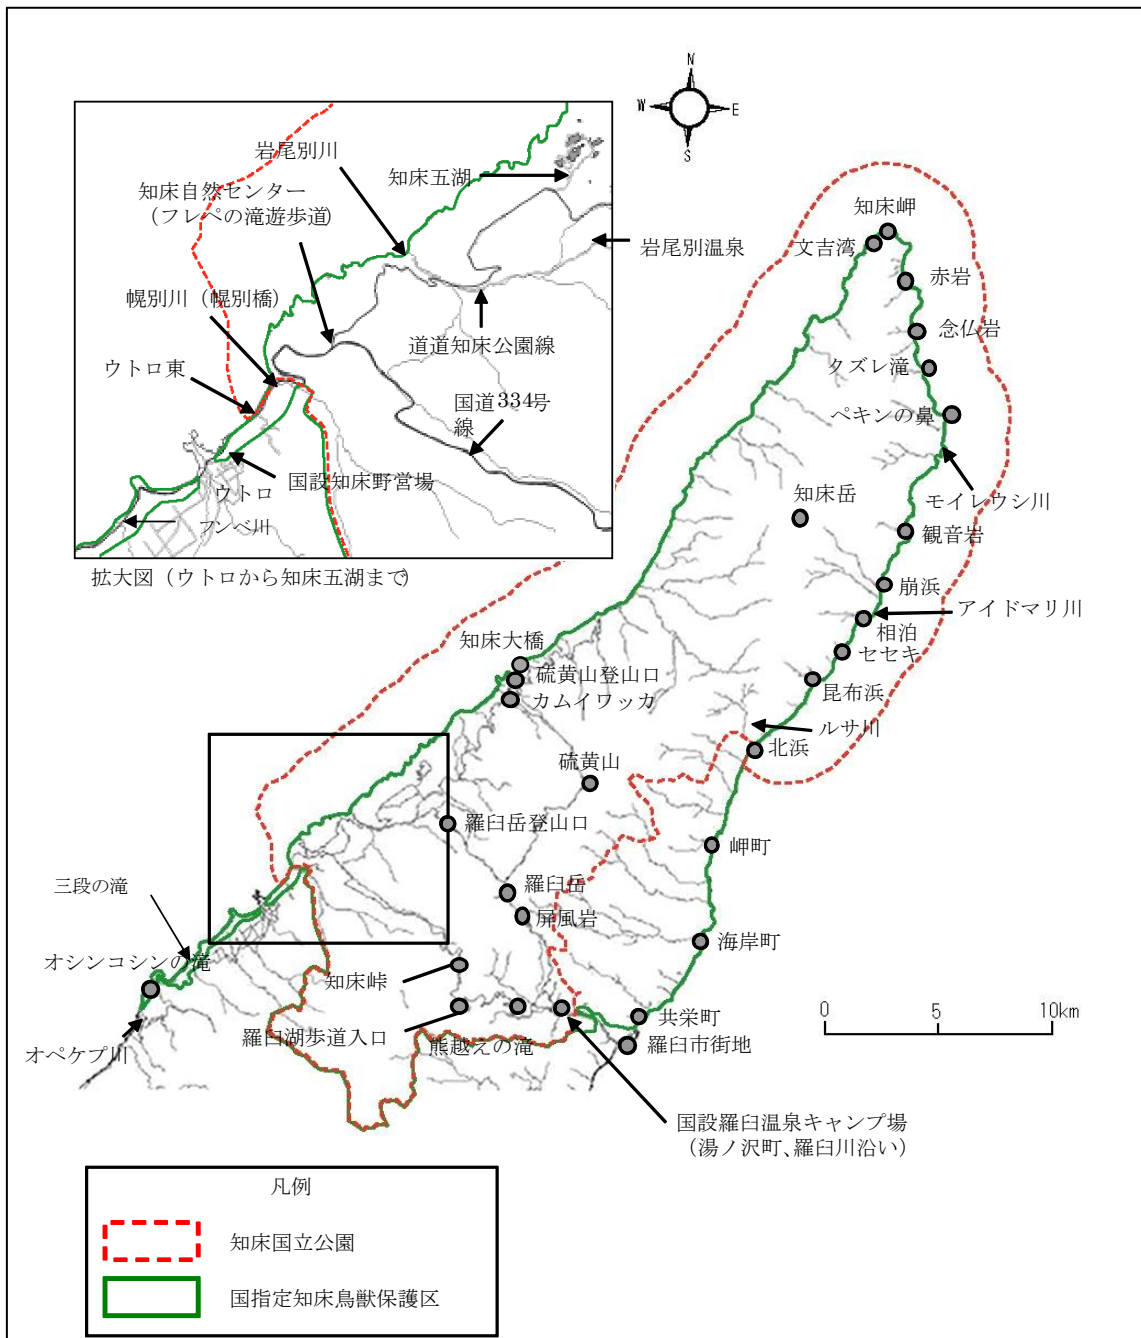 N
W
E
S
岩尾別川
知床自然センター
（フレペの滝遊歩道）
知床五湖
岩尾別温泉
幌別川（幌別橋）
道道知床公園線
ウトロ東
国道334号
線
国設知床野営場
ウトロ
フンベ川
拡大図（ウトロから知床五湖まで）
知床岬
文吉湾
赤岩
念仏岩
タズレ滝
ペキンの鼻
モイレウシ川
知床岳
観音岩
崩浜
アイドマリ川
相泊
セセキ
昆布浜
ルサ川
北浜
知床大橋
硫黄山登山口
カムイワッカ
硫黄山
羅臼岳登山口
岬町
羅臼岳
屏風岩
海岸町
三段の滝
オシンコシンの滝
知床峠
羅臼湖歩道入口
熊越えの滝
共栄町
羅臼市街地
オペケプ川
0
5
10km
国設羅臼温泉キャンプ場
（湯ノ沢町、羅臼川沿い）
凡例
知床国立公園
国指定知床鳥獣保護区